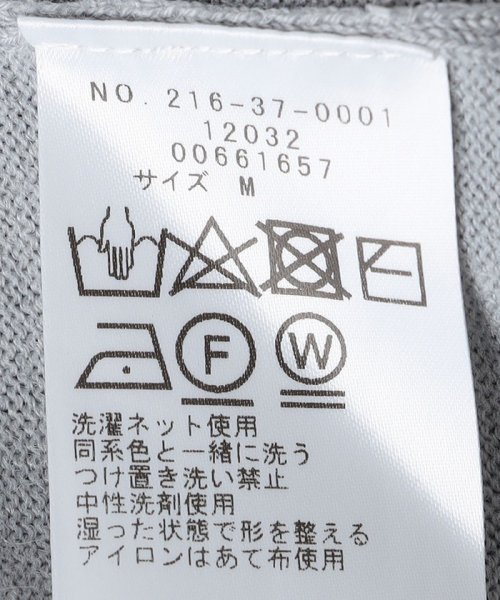 NO. 216-37-0001
12032
00661657
サイズ M
F
W
洗濯ネット使用
同系色と一緒に洗う
つけ置き洗い禁止
中性洗剤使用
湿った状態で形を整える
アイロンはあて布使用